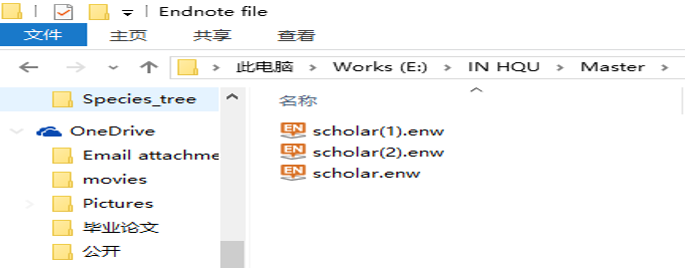 Endnote file
文件 主页 共享 查看
此电脑 Works (E:) IN HQU Master
Species_tree
OneDrive
Email attachme
movies
Pictures
毕业论文
公开
名称
EN scholar(1).enw
EN scholar(2).enw
EN scholar.enw